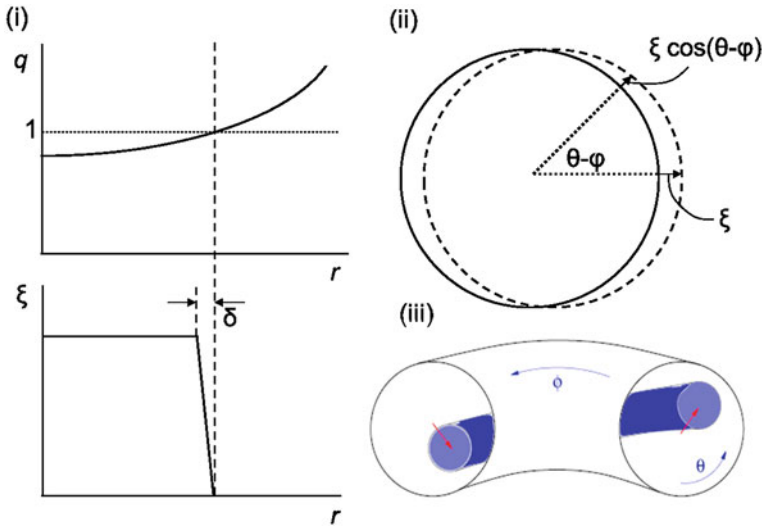 (i)
q
1
r
ξ
δ
r
(ii)
ξ cos(θ-φ)
θ-φ
ξ
(iii)
ϕ
θ